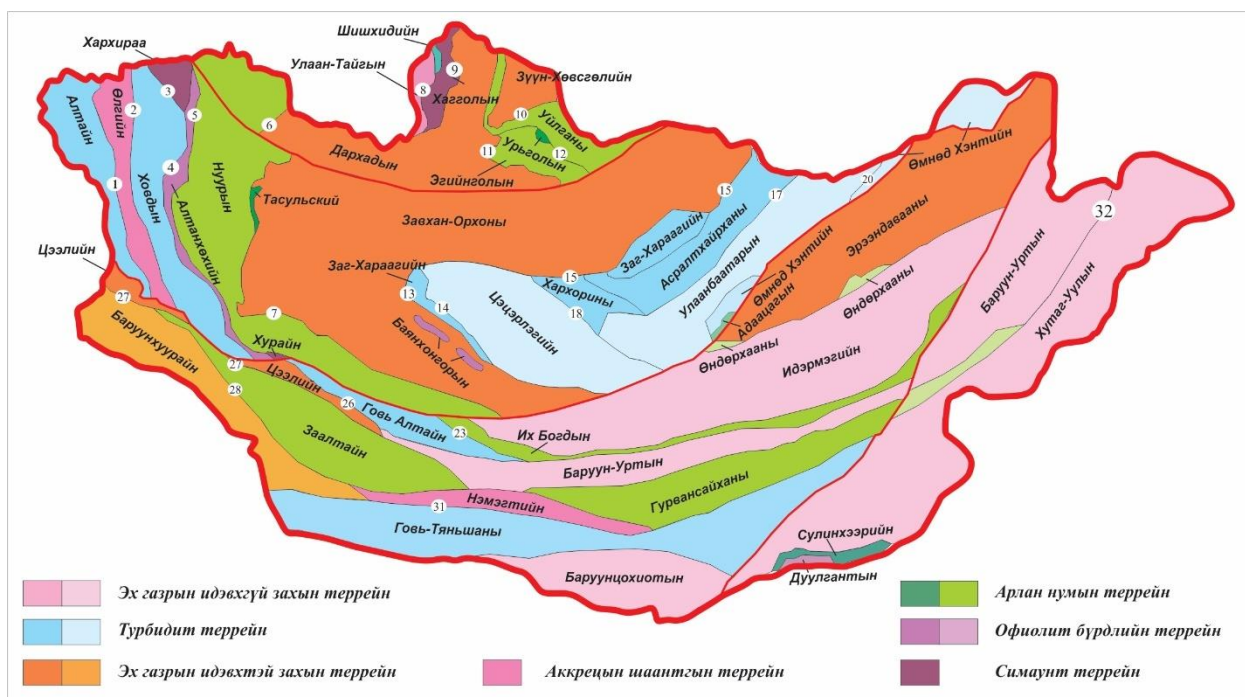 Шишхидийн
Хархираа
Улаан-Тайгын
9
Зүүн-Хөвсгөлийн
8
Хагголын
Алтайн
Өлгийн
2
3
5
6
10
Уйлганы
Урьголын
11
12
Өмнөд Хэнтийн
Дархадын
Эгийнголын
4
Нуурын
1
Ховдын
Алтанхөхийн
Тасульский
15
17
20
32
Завхан-Орхоны
Заг-Хараагийн
Асралтхайрханы
Эрээндавааны
Цээлийн
Заг-Хараагийн
15
Хархорины
Улаанбаатарын
Өмнөд Хэнтийн
Адаацагын
Өндөрхааны
Баруун-Уртын
Хутаг-Уулын
27
13
14
Цэцэрлэгийн
18
7
Баянхонгорын
Өндөрхааны
Идэрмэгийн
Баруунхуурайн
Хурайн
27
Цээлийн
28
26
Говь Алтайн
23
Их Богдын
Заалтайн
Баруун-Уртын
Гурвансайханы
Нэмэгтийн
31
Говь-Тяньшаны
Сулинхээрийн
Дуулгантын
Баруунцохиотын
Эх газрын идэвхгүй захын террейн
Арлан нумын террейн
Турбидит террейн
Офиолит бүрдлийн террейн
Эх газрын идэвхтэй захын террейн
Аккрецын шаантгын террейн
Симаунт террейн